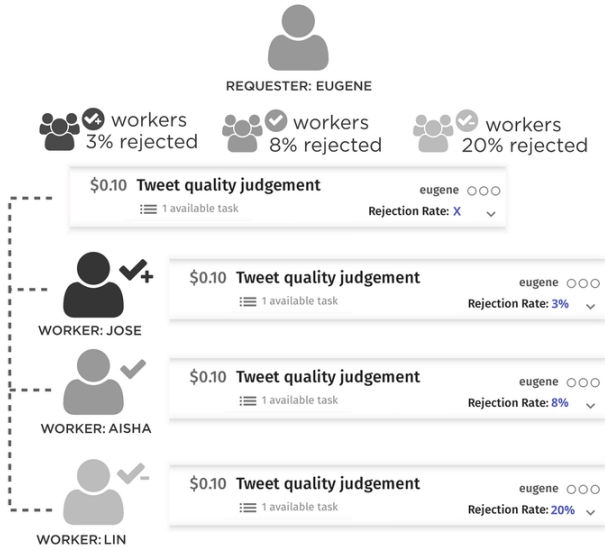 REQUESTER: EUGENE
workers
3% rejected
workers
8% rejected
workers
20% rejected
$0.10 Tweet quality judgement
eugene
1 available task
Rejection Rate: X
WORKER: JOSE
$0.10 Tweet quality judgement
eugene
1 available task
Rejection Rate: 3%
WORKER: AISHA
$0.10 Tweet quality judgement
eugene
1 available task
Rejection Rate: 8%
WORKER: LIN
$0.10 Tweet quality judgement
eugene
1 available task
Rejection Rate: 20%